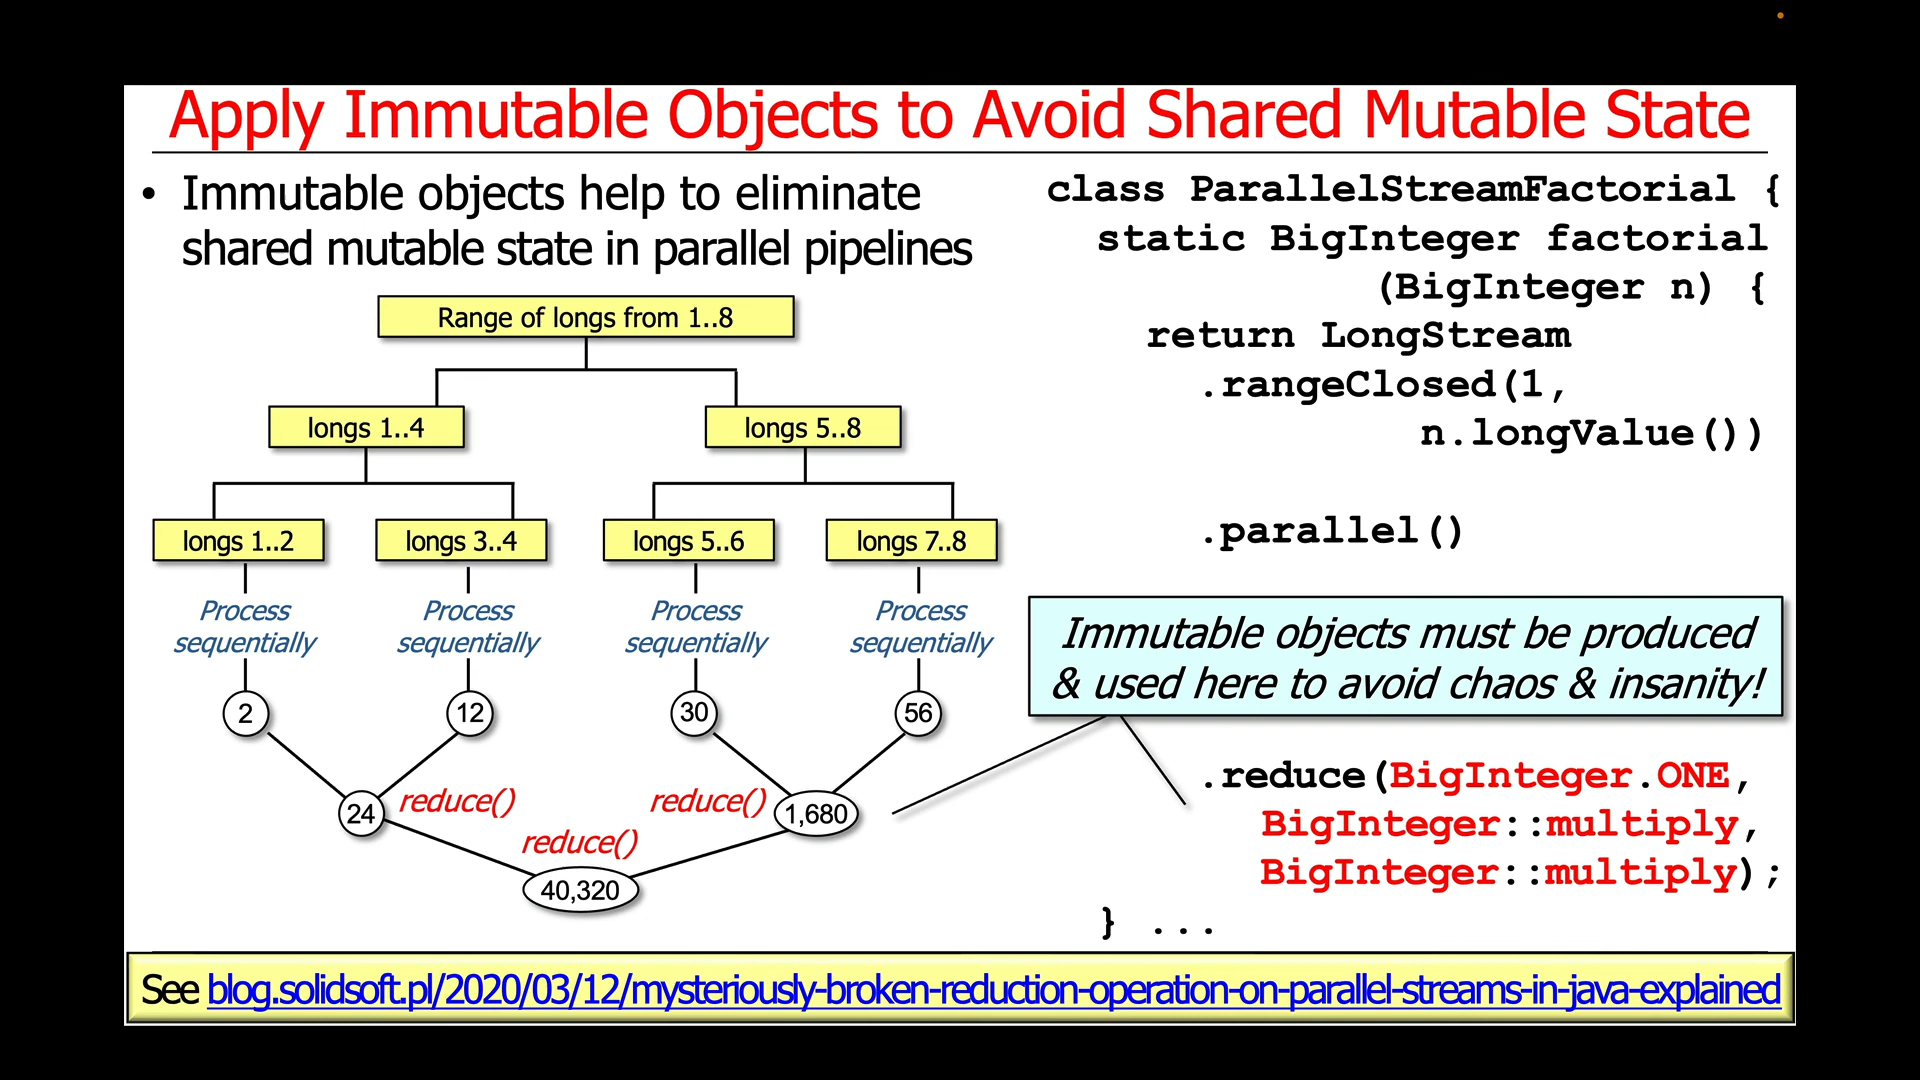 Apply Immutable Objects to Avoid Shared Mutable State
• Immutable objects help to eliminate
shared mutable state in parallel pipelines
Range of longs from 1..8
longs 1..4
longs 5..8
longs 1..2
longs 3..4
longs 5..6
longs 7..8
Process
sequentially
Process
sequentially
Process
sequentially
Process
sequentially
2
12
30
56
24
reduce()
reduce()
1,680
reduce()
40,320
class ParallelStreamFactorial {
static BigInteger factorial
(BigInteger n) {
return LongStream
.rangeClosed(1,
n.longValue())
.parallel()
Immutable objects must be produced
& used here to avoid chaos & insanity!
.reduce(BigInteger.ONE,
BigInteger::multiply,
BigInteger::multiply);
} ...
See blog.solidsoft.pl/2020/03/12/mysteriously-broken-reduction-operation-on-parallel-streams-in-java-explained